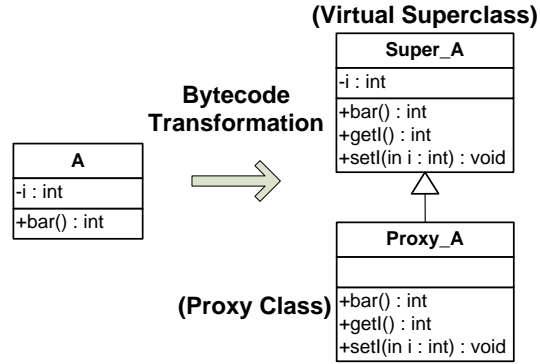 (Virtual Superclass)
Super_A
-i : int
+bar() : int
+getI() : int
+setI(in i : int) : void
Bytecode
Transformation
A
-i : int
+bar() : int
Proxy_A
(Proxy Class)
+bar() : int
+getI() : int
+setI(in i : int) : void